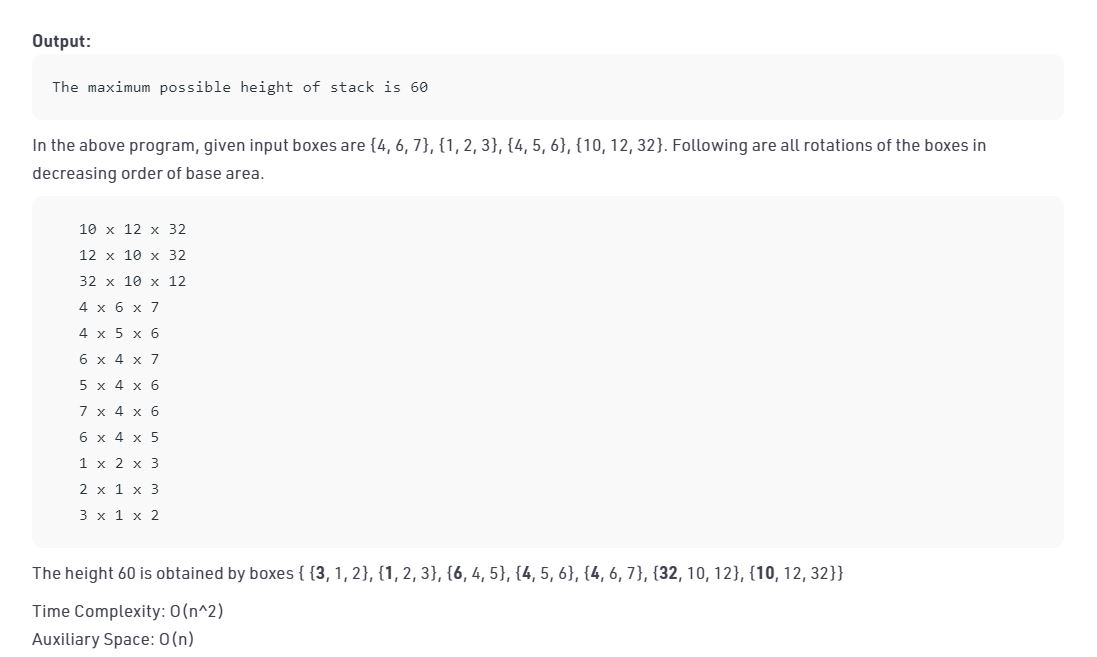 Output:
The maximum possible height of stack is 60
In the above program, given input boxes are {4, 6, 7}, {1, 2, 3}, {4, 5, 6}, {10, 12, 32}. Following are all rotations of the boxes in
decreasing order of base area.
10 x 12 x 32
12 x 10 x 32
32 x 10 x 12
4 x 6 x 7
4 x 5 x 6
6 x 4 x 7
5 x 4 x 6
7 x 4 x 6
6 x 4 x 5
1 x 2 x 3
2 x 1 x 3
3 x 1 x 2
The height 60 is obtained by boxes { {3, 1, 2}, {1, 2, 3}, {6, 4, 5}, {4, 5, 6}, {4, 6, 7}, {32, 10, 12}, {10, 12, 32}}
Time Complexity: O(n^2)
Auxiliary Space: O(n)